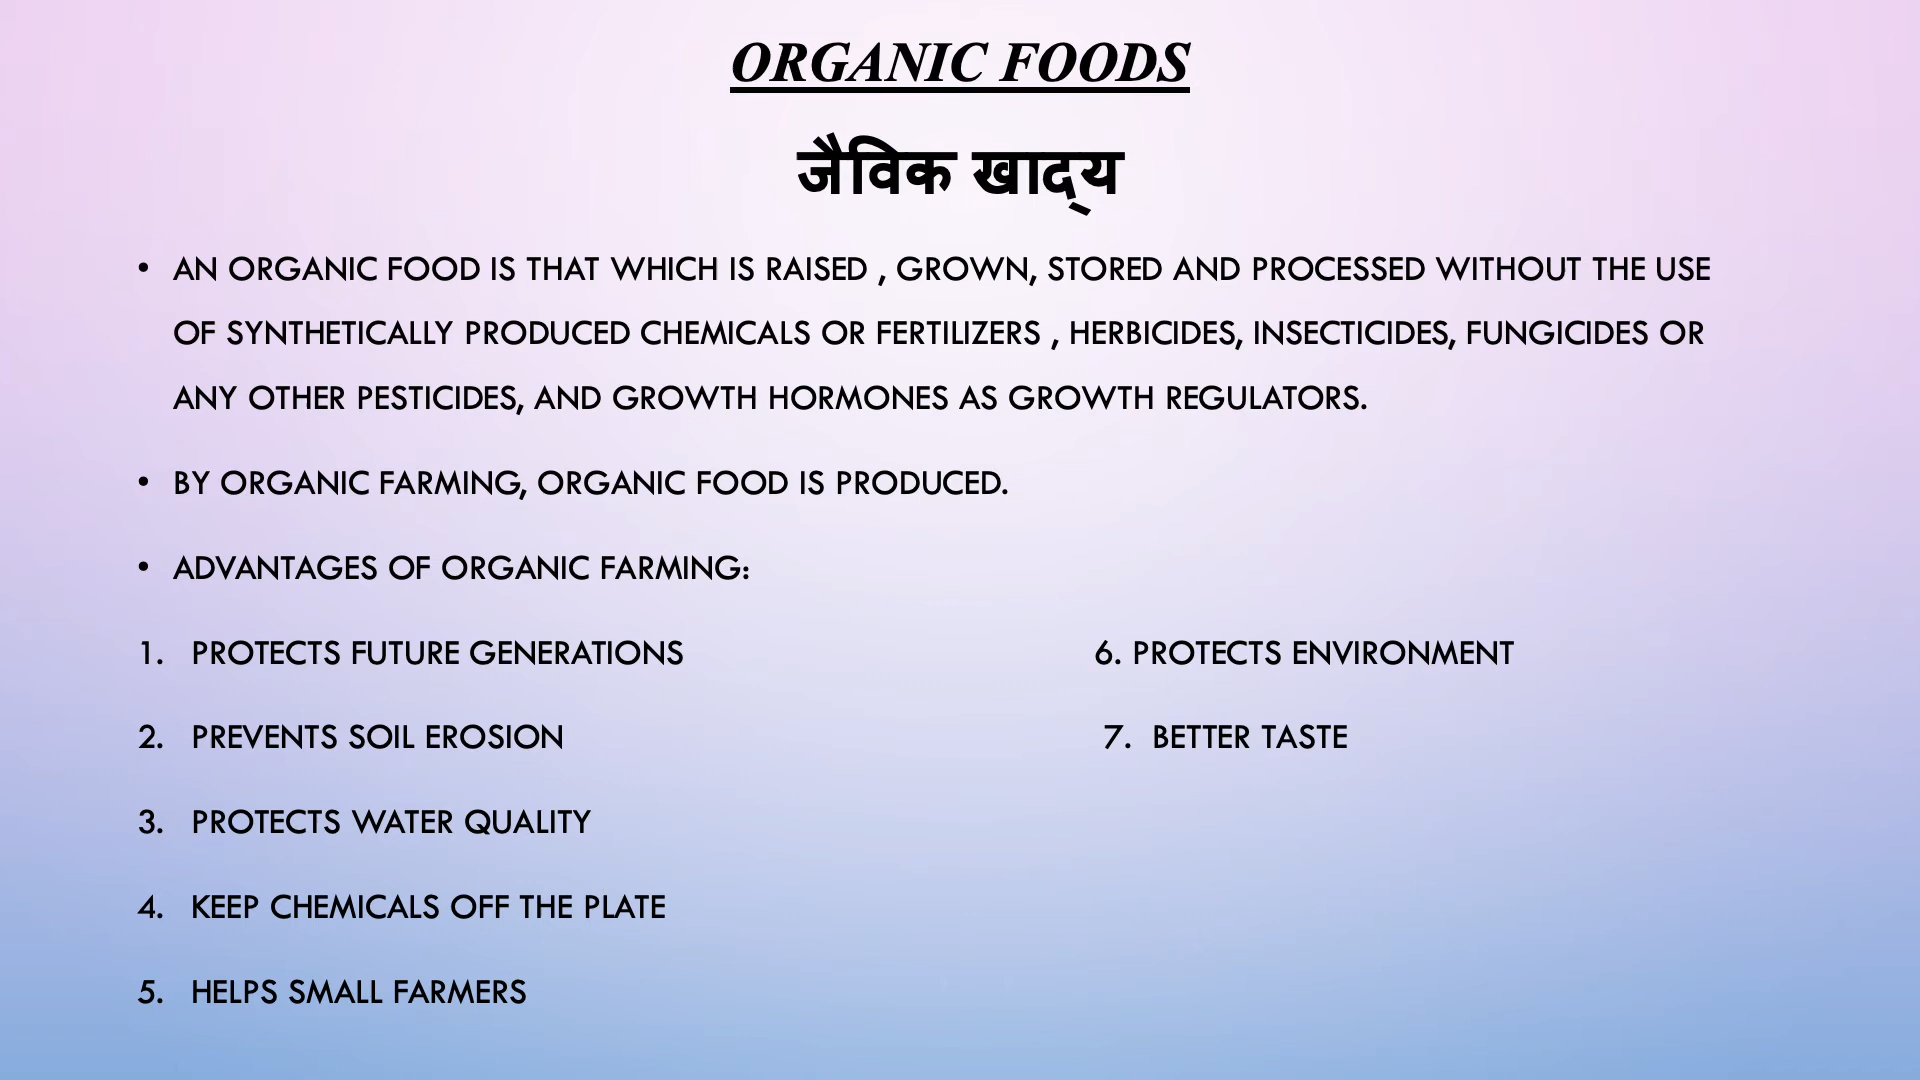 ORGANIC FOODS
जैविक खाद्‌य
• AN ORGANIC FOOD IS THAT WHICH IS RAISED , GROWN, STORED AND PROCESSED WITHOUT THE USE
OF SYNTHETICALLY PRODUCED CHEMICALS OR FERTILIZERS , HERBICIDES, INSECTICIDES, FUNGICIDES OR
ANY OTHER PESTICIDES, AND GROWTH HORMONES AS GROWTH REGULATORS.
• BY ORGANIC FARMING, ORGANIC FOOD IS PRODUCED.
• ADVANTAGES OF ORGANIC FARMING:
1. PROTECTS FUTURE GENERATIONS
2. PREVENTS SOIL EROSION
3. PROTECTS WATER QUALITY
4. KEEP CHEMICALS OFF THE PLATE
5. HELPS SMALL FARMERS
6. PROTECTS ENVIRONMENT
7. BETTER TASTE